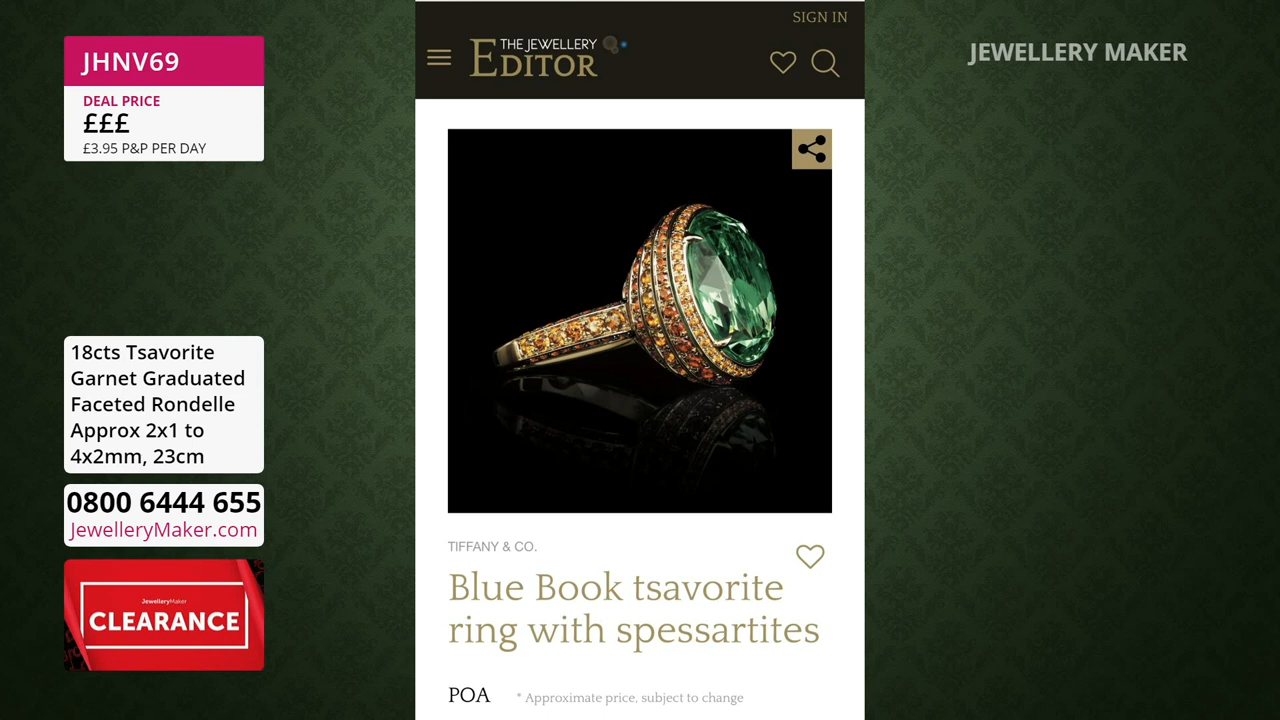 JHNV69
DEAL PRICE
£££
£3.95 P&P PER DAY
18cts Tsavorite
Garnet Graduated
Faceted Rondelle
Approx 2x1 to
4x2mm, 23cm
0800 6444 655
JewelleryMaker.com
JewelleryMaker
CLEARANCE
SIGN IN
THE JEWELLERY
EDITOR
TIFFANY & CO.
Blue Book tsavorite
ring with spessartites
POA * Approximate price, subject to change
JEWELLERY MAKER